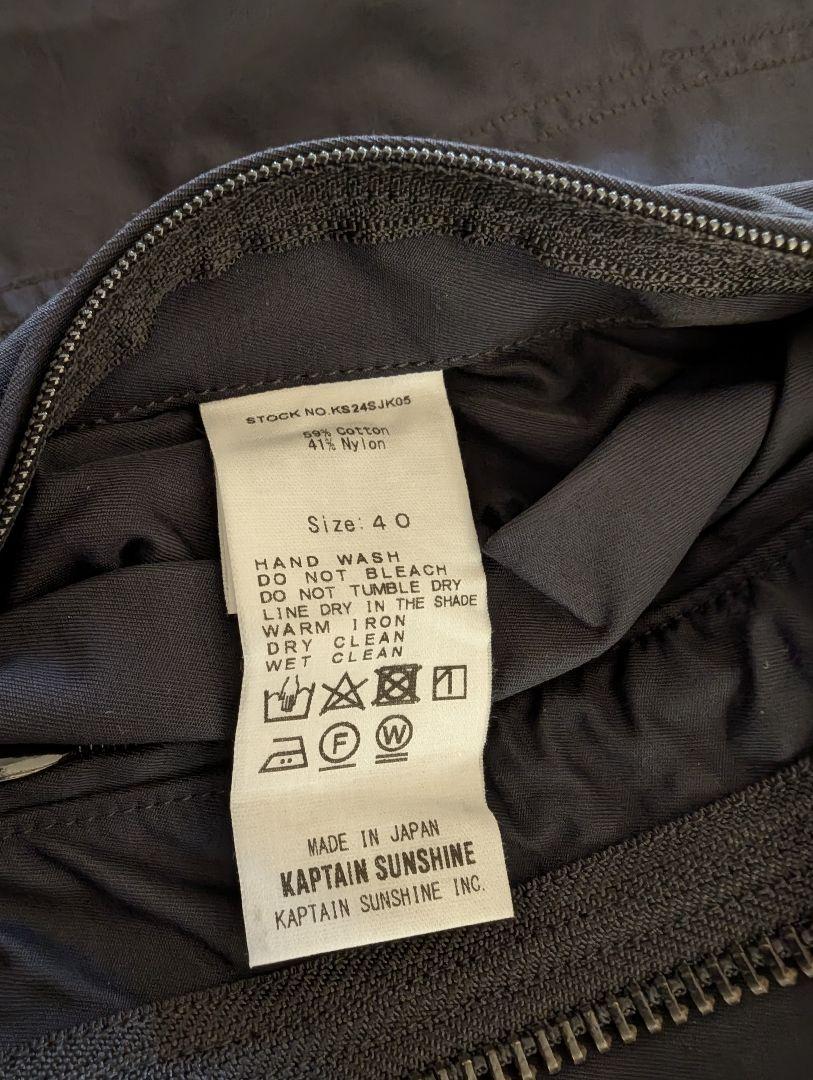 STOCK NO.KS24SJK05
59% Cotton
41% Nylon
Size: 40
HAND WASH
DO NOT BLEACH
DO NOT TUMBLE DRY
LINE DRY IN THE SHADE
WARM IRON
DRY CLEAN
WET CLEAN
F W
MADE IN JAPAN
KAPTAIN SUNSHINE
KAPTAIN SUNSHINE INC.